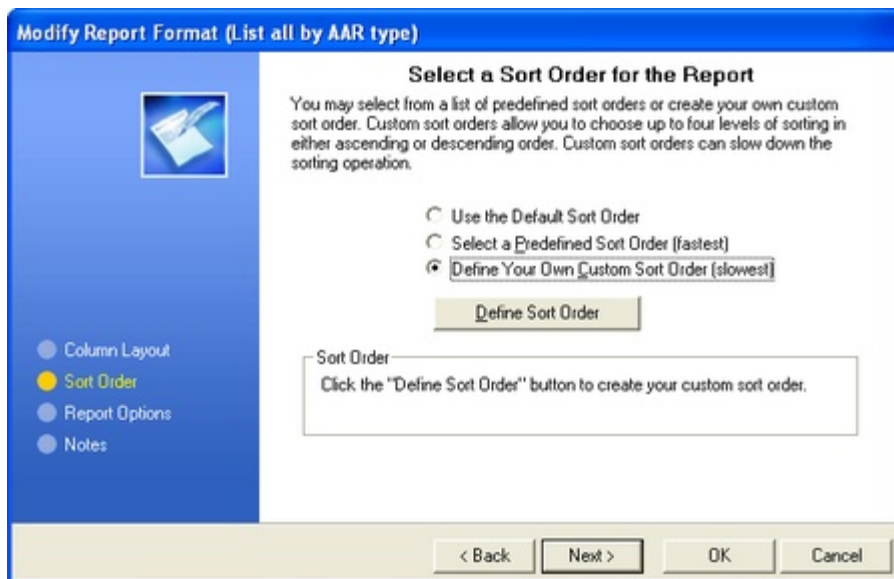 Modify Report Format (List all by AAR type)
Select a Sort Order for the Report
You may select from a list of predefined sort orders or create your own custom
sort order. Custom sort orders allow you to choose up to four levels of sorting in
either ascending or descending order. Custom sort orders can slow down the
sorting operation.
Use the Default Sort Order
Select a Predefined Sort Order (fastest)
Define Your Own Custom Sort Order (slowest)
Define Sort Order
Column Layout
Sort Order
Report Options
Notes
Sort Order
Click the "Define Sort Order" button to create your custom sort order.
< Back
Next >
OK
Cancel